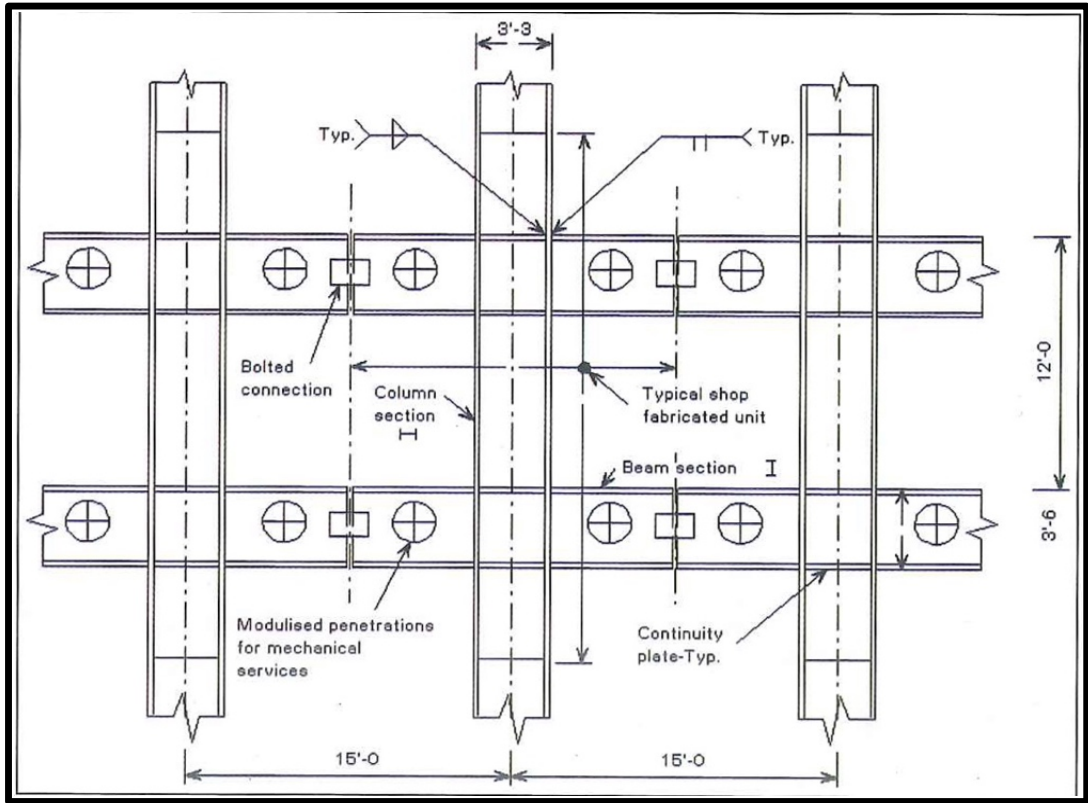 3'-3
Typ.
Typ.
Bolted
connection
Column
section
Typical shop
fabricated unit
12'-0
Beam section
3'-6
Modulised penetrations
for mechanical
services
Continuity
plate-Typ.
15'-0
15'-0